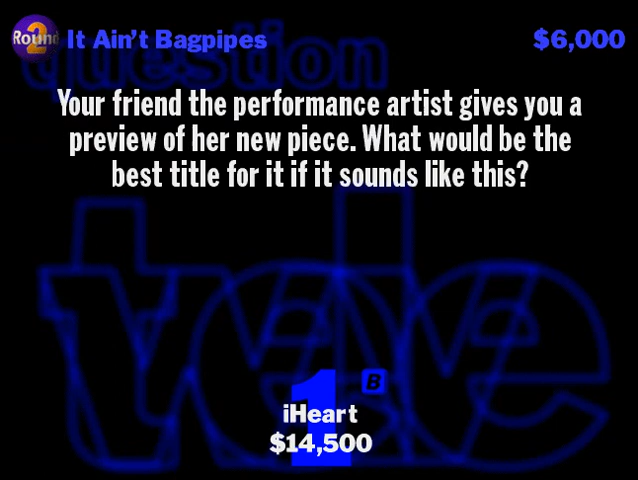 Round 2 It Ain't Bagpipes $6,000
question
Your friend the performance artist gives you a
preview of her new piece. What would be the
best title for it if it sounds like this?
tele
1 B
iHeart
$14,500